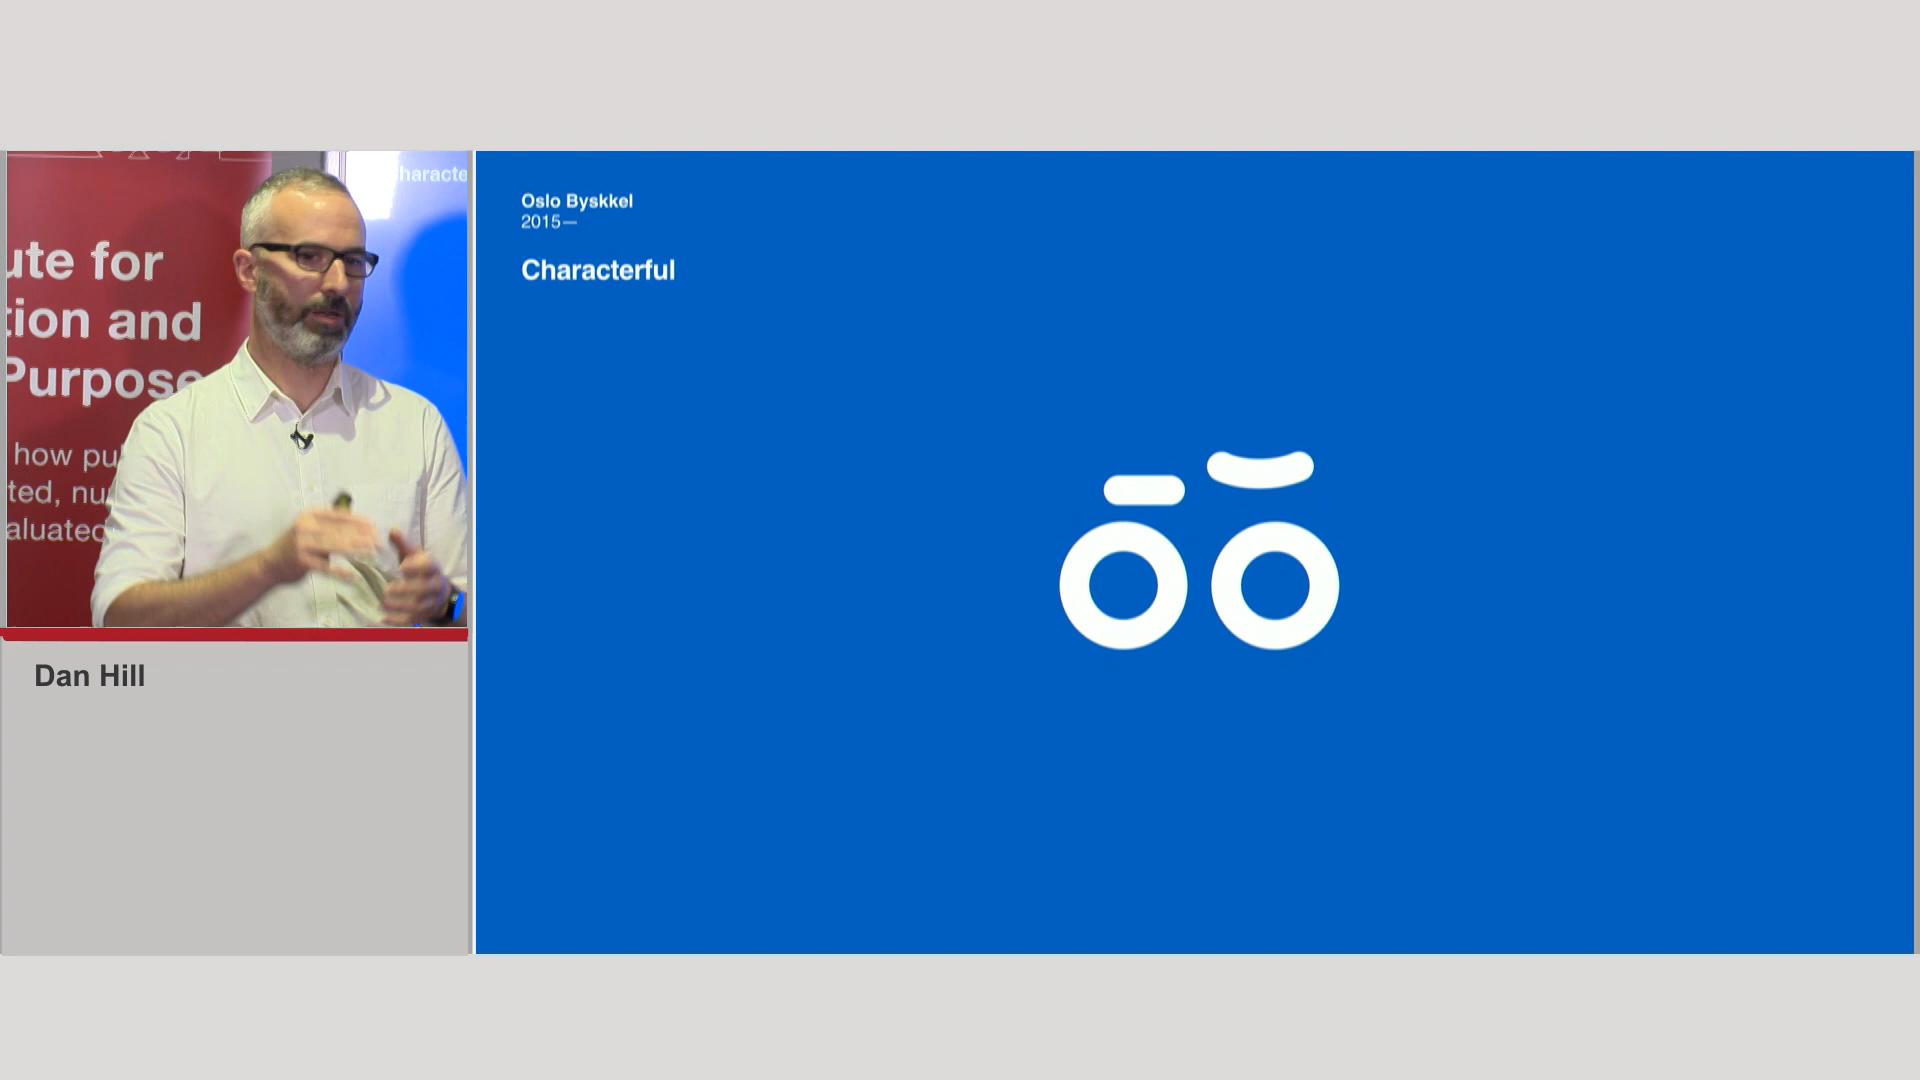 haracte
ute for
tion and
Purpose
how pu
ted, nu
aluated
Dan Hill
Oslo Byskkel
2015—
Characterful